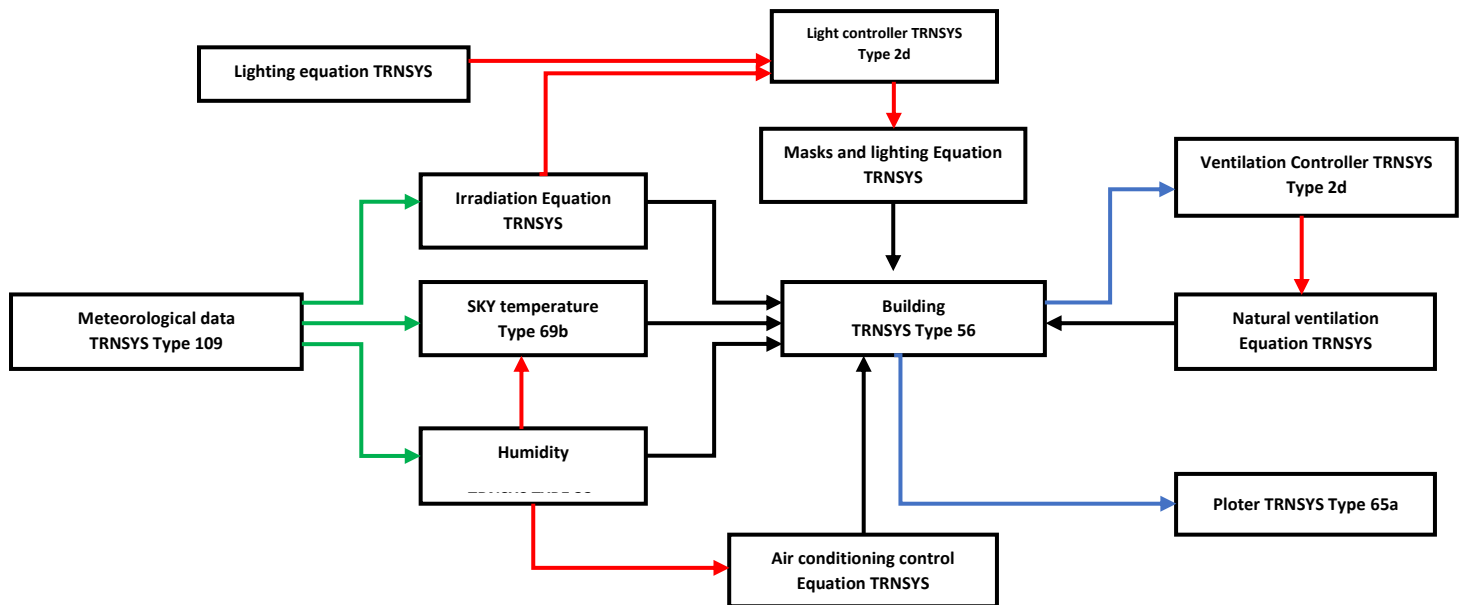 Light controller TRNSYS
Type 2d
Lighting equation TRNSYS
Masks and lighting Equation
TRNSYS
Ventilation Controller TRNSYS
Type 2d
Irradiation Equation
TRNSYS
Meteorological data
TRNSYS Type 109
SKY temperature
Type 69b
Building
TRNSYS Type 56
Natural ventilation
Equation TRNSYS
Humidity
Ploter TRNSYS Type 65a
Air conditioning control
Equation TRNSYS